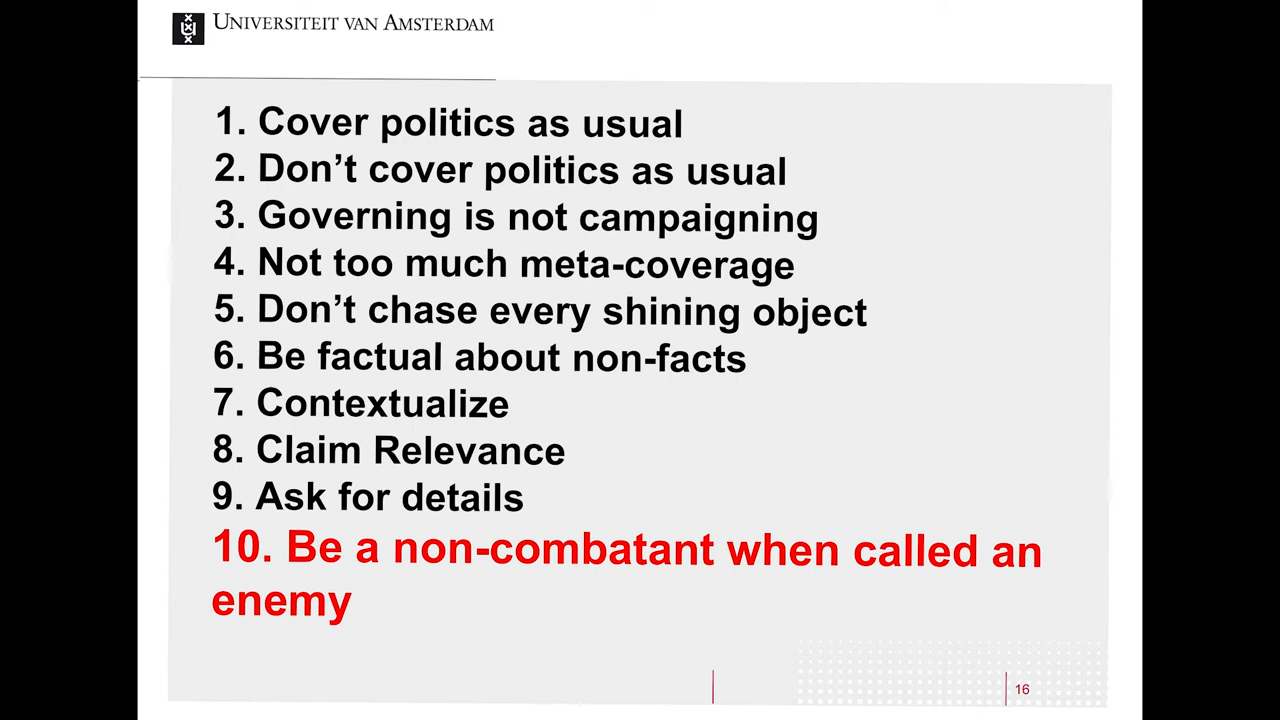 UNIVERSITEIT VAN AMSTERDAM
1. Cover politics as usual
2. Don’t cover politics as usual
3. Governing is not campaigning
4. Not too much meta-coverage
5. Don’t chase every shining object
6. Be factual about non-facts
7. Contextualize
8. Claim Relevance
9. Ask for details
10. Be a non-combatant when called an
enemy
16